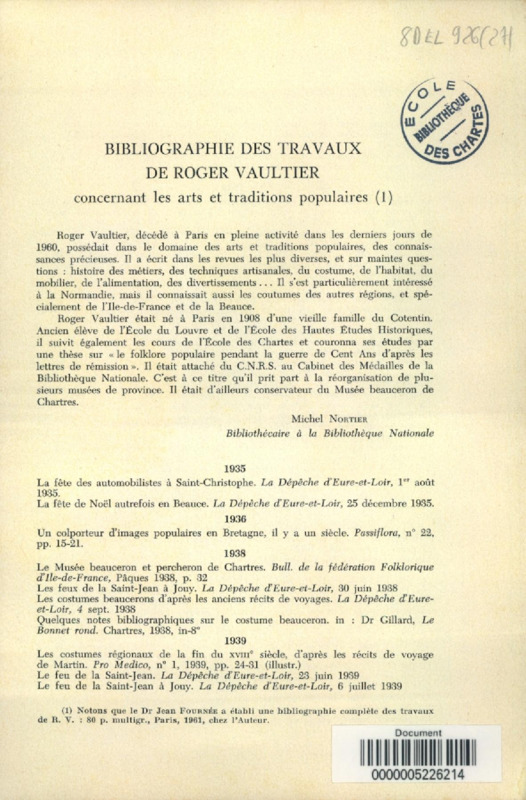 8DEL 926(27)
ECOLE
BIBLIOTHÈQUE
DES CHARTES
BIBLIOGRAPHIE DES TRAVAUX
DE ROGER VAULTIER
concernant les arts et traditions populaires (1)
Roger Vaultier, décédé à Paris en pleine activité dans les derniers jours de
1960, possédait dans le domaine des arts et traditions populaires, des connais-
sances précieuses. Il a écrit dans les revues les plus diverses, et sur maintes ques-
tions : histoire des métiers, des techniques artisanales, du costume, de l'habitat, du
mobilier, de l'alimentation, des divertissements... Il s'est particulièrement intéressé
à la Normandie, mais il connaissait aussi les coutumes des autres régions, et spé-
cialement de l'Ile-de-France et de la Beauce.
Roger Vaultier était né à Paris en 1908 d'une vieille famille du Cotentin.
Ancien élève de l'École du Louvre et de l'École des Hautes Études Historiques,
il suivit également les cours de l'École des Chartes et couronna ses études par
une thèse sur « le folklore populaire pendant la guerre de Cent Ans d'après les
lettres de rémission ». Il était attaché du C.N.R.S. au Cabinet des Médailles de la
Bibliothèque Nationale. C'est à ce titre qu'il prit part à la réorganisation de plu-
sieurs musées de province. Il était d'ailleurs conservateur du Musée beauceron de
Chartres.
Michel NORTIER
Bibliothécaire à la Bibliothèque Nationale
1935
La fête des automobilistes à Saint-Christophe. La Dépêche d'Eure-et-Loir, 1er août
1935.
La fête de Noël autrefois en Beauce. La Dépêche d'Eure-et-Loir, 25 décembre 1935.
1936
Un colporteur d'images populaires en Bretagne, il y a un siècle. Passiflora, n° 22,
pp. 15-21.
1938
Le Musée beauceron et percheron de Chartres. Bull. de la fédération Folklorique
d'Ile-de-France, Pâques 1938, p. 32
Les feux de la Saint-Jean à Jouy. La Dépêche d'Eure-et-Loir, 30 juin 1938
Les costumes beaucerons d'après les anciens récits de voyages. La Dépêche d'Eure-
et-Loir, 4 sept. 1938
Quelques notes bibliographiques sur le costume beauceron. in : Dr Gillard, Le
Bonnet rond. Chartres, 1938, in-8°
1939
Les costumes régionaux de la fin du XVIIIe siècle, d'après les récits de voyage
de Martin. Pro Medico, n° 1, 1939, pp. 24-31 (illustr.)
Le feu de la Saint-Jean. La Dépêche d'Eure-et-Loir, 23 juin 1939
Le feu de la Saint-Jean à Jouy. La Dépêche d'Eure-et-Loir, 6 juillet 1939
(1) Notons que le Dr Jean FOURNÉE a établi une bibliographie complète des travaux
de R. V. : 80 p. multigr., Paris, 1961, chez l'Auteur.
Document
0000005226214